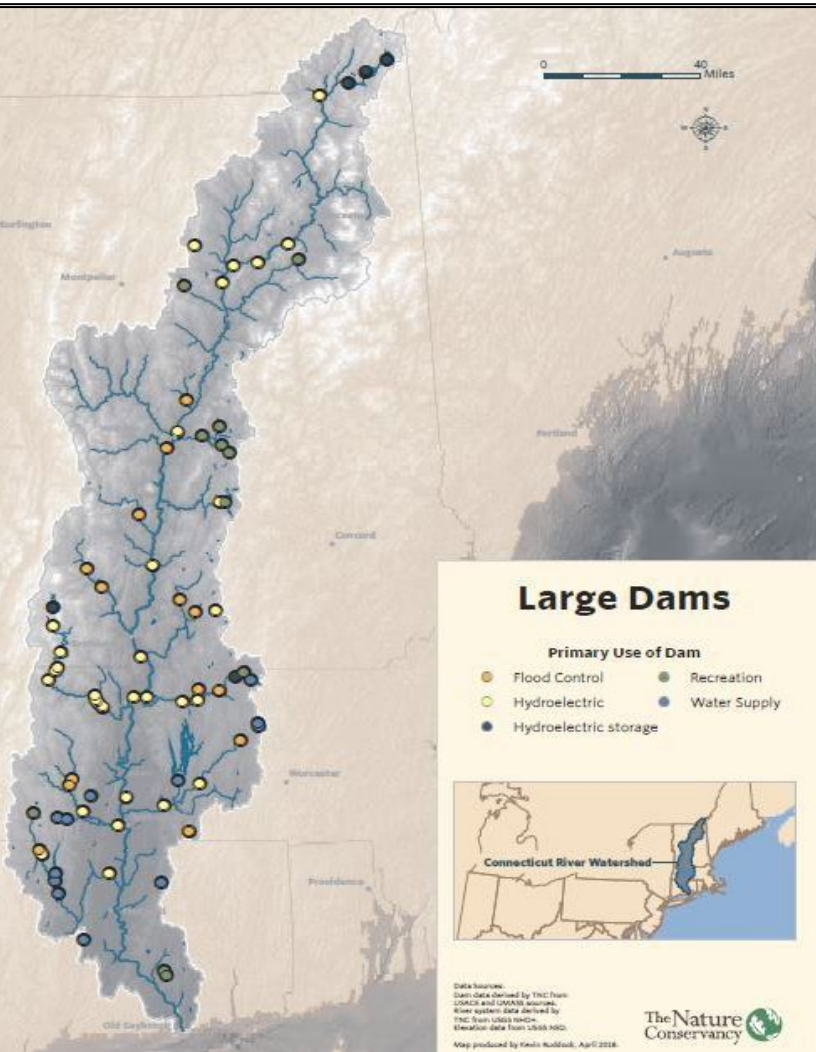 0 40
Miles
N
W E
S
Burlington
Montpelier
Augusta
Portland
Concord
Large Dams
Primary Use of Dam
Flood Control
Recreation
Hydroelectric
Water Supply
Hydroelectric storage
Worcester
Connecticut River Watershed
Providence
Old Saybrook
Data Sources:
Dam data derived by TNC from
USACE and UMASS sources.
River system data derived by
TNC from USGS NHD+.
Elevation data from USGS NED.
Map produced by Kevin Ruddock, April 2018.
The Nature
Conservancy